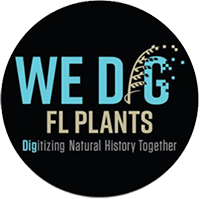 WE DIG
FL PLANTS
Digitizing Natural History Together